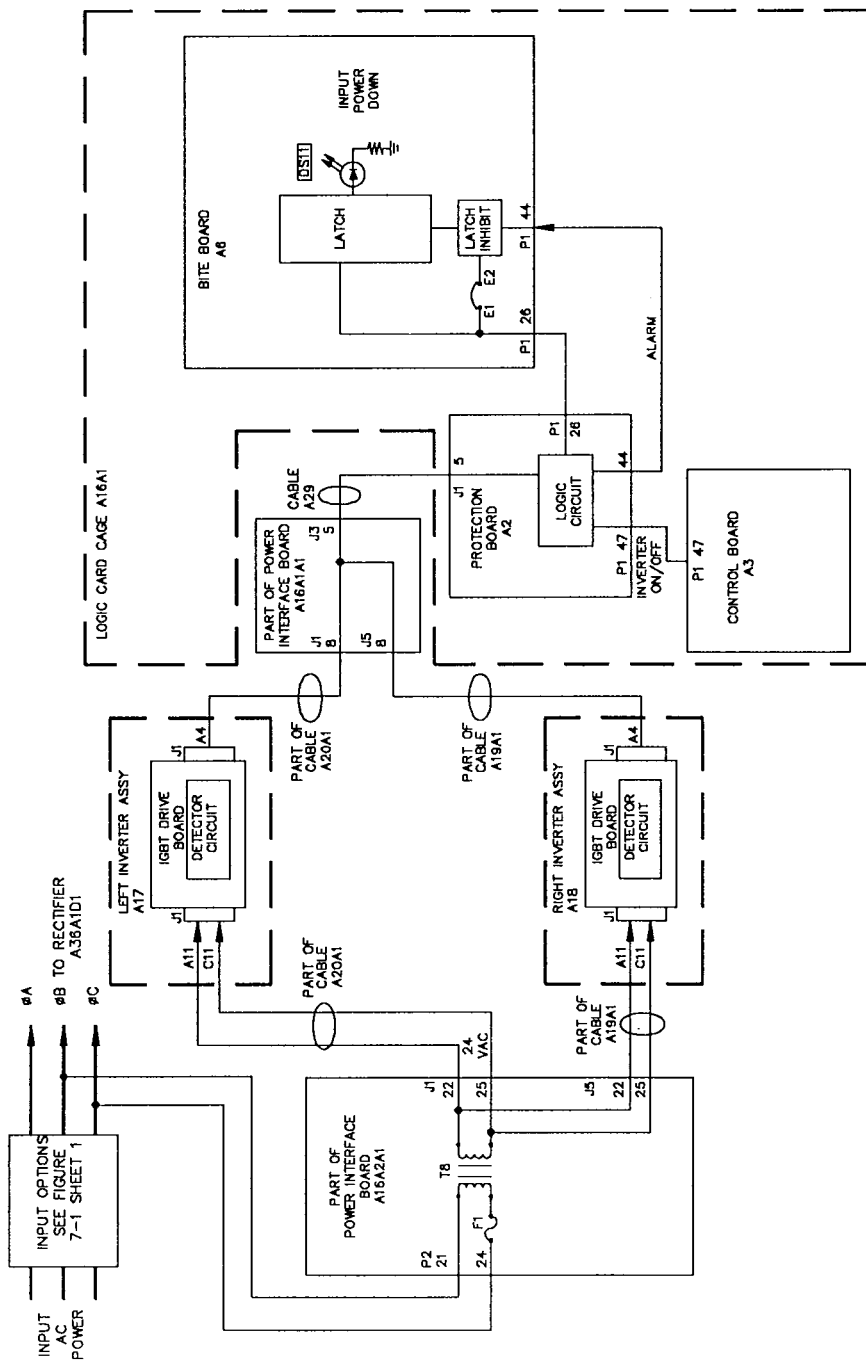 INPUT
AC
POWER
INPUT OPTIONS
SEE FIGURE
7-1 SHEET 1
øA
øB TO RECTIFIER
A36A1D1
øC
PART OF
POWER INTERFACE
BOARD
A16A2A1
P2
21
24
F1
T8
J1
22
24
VAC
25
J5
22
25
PART OF
CABLE
A20A1
PART OF
CABLE
A19A1
LEFT INVERTER ASSY
A17
A11
C11
J1
IGBT DRIVE
BOARD
DETECTOR
CIRCUIT
J1
A4
RIGHT INVERTER ASSY
A18
A11
C11
J1
IGBT DRIVE
BOARD
DETECTOR
CIRCUIT
J1
A4
PART OF
CABLE
A20A1
PART OF
CABLE
A19A1
LOGIC CARD CAGE A16A1
PART OF POWER
INTERFACE BOARD
A16A1A1
J1
8
J5
8
J3
5
CABLE
A29
J1
5
PROTECTION
BOARD
A2
LOGIC
CIRCUIT
P1
26
44
P1 47
INVERTER
ON/OFF
P1 47
CONTROL BOARD
A3
ALARM
BITE BOARD
A6
LATCH
DS11
INPUT
POWER
DOWN
LATCH
INHIBIT
E1
E2
P1
26
P1
44